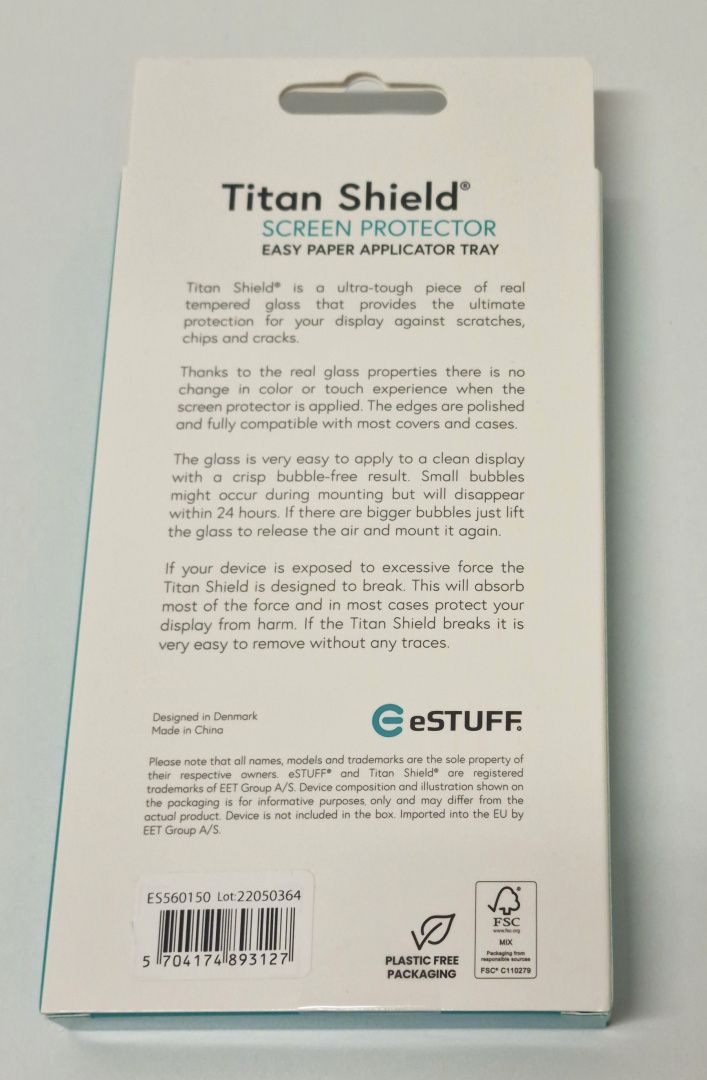 Titan Shield®
SCREEN PROTECTOR
EASY PAPER APPLICATOR TRAY
Titan Shield® is a ultra-tough piece of real
tempered glass that provides the ultimate
protection for your display against scratches,
chips and cracks.
Thanks to the real glass properties there is no
change in color or touch experience when the
screen protector is applied. The edges are polished
and fully compatible with most covers and cases.
The glass is very easy to apply to a clean display
with a crisp bubble-free result. Small bubbles
might occur during mounting but will disappear
within 24 hours. If there are bigger bubbles just lift
the glass to release the air and mount it again.
If your device is exposed to excessive force the
Titan Shield is designed to break. This will absorb
most of the force and in most cases protect your
display from harm. If the Titan Shield breaks it is
very easy to remove without any traces.
Designed in Denmark
Made in China
eSTUFF®
Please note that all names, models and trademarks are the sole property of
their respective owners. eSTUFF® and Titan Shield® are registered
trademarks of EET Group A/S. Device composition and illustration shown on
the packaging is for informative purposes only and may differ from the
actual product. Device is not included in the box. Imported into the EU by
EET Group A/S.
ES560150 Lot:22050364
5 704174 893127
PLASTIC FREE
PACKAGING
FSC
www.fsc.org
MIX
Packaging from
responsible sources
FSC® C110279